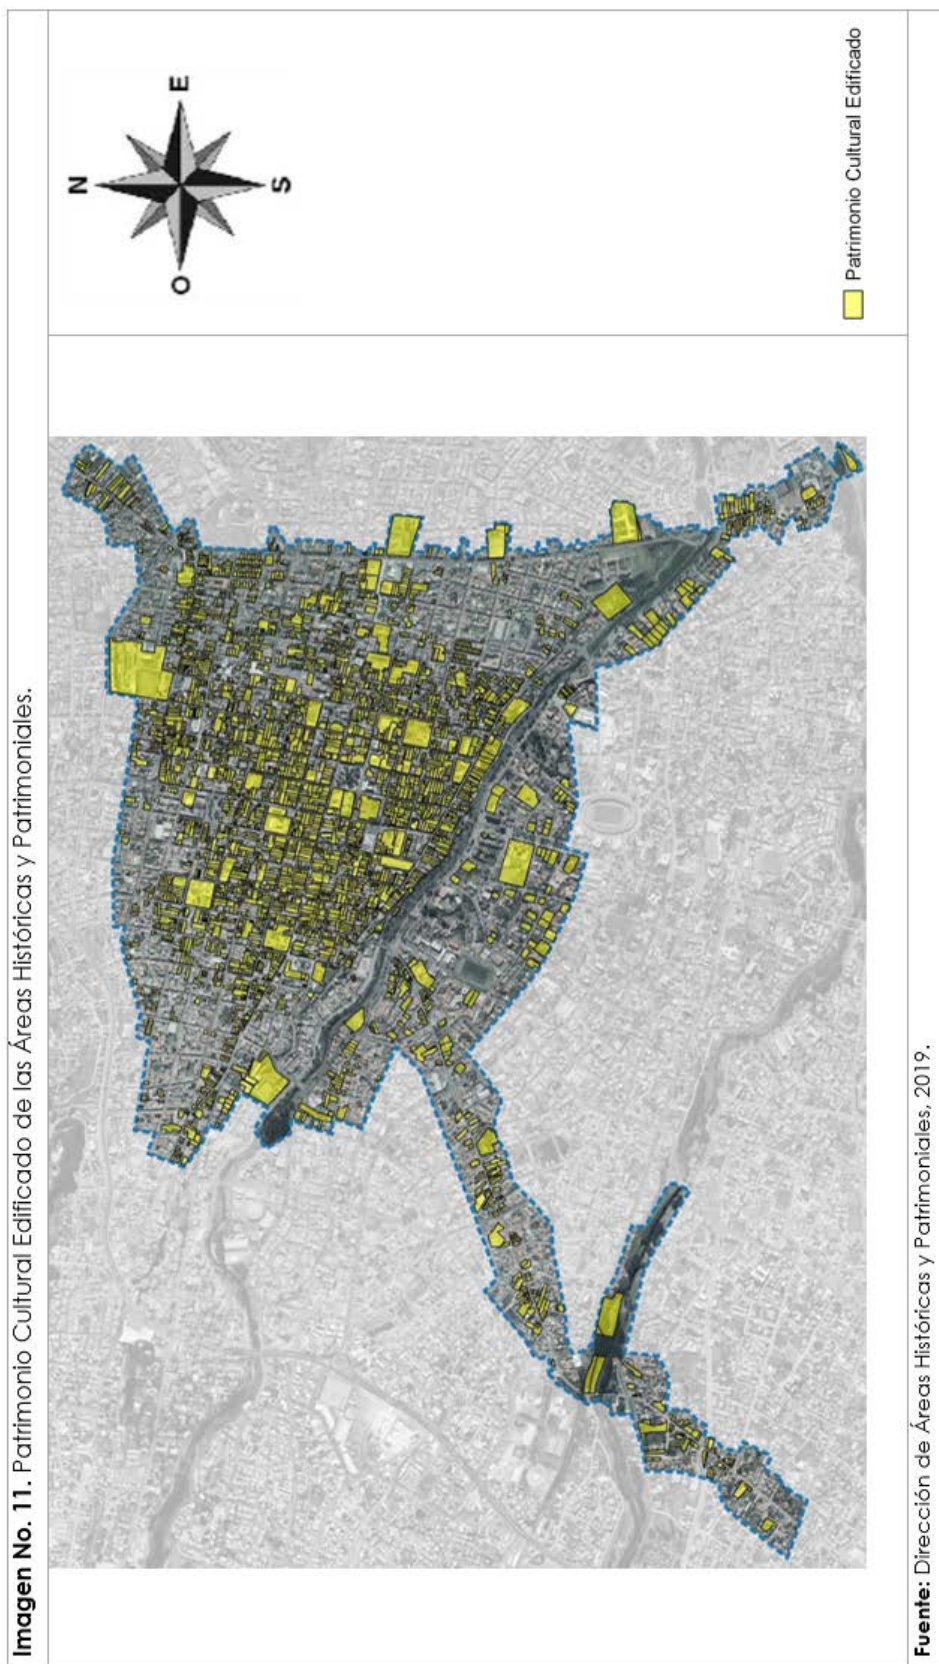 Imagen No. 11. Patrimonio Cultural Edificado de las Áreas Históricas y Patrimoniales.
N
E
S
O
Patrimonio Cultural Edificado
Fuente: Dirección de Áreas Históricas y Patrimoniales, 2019.